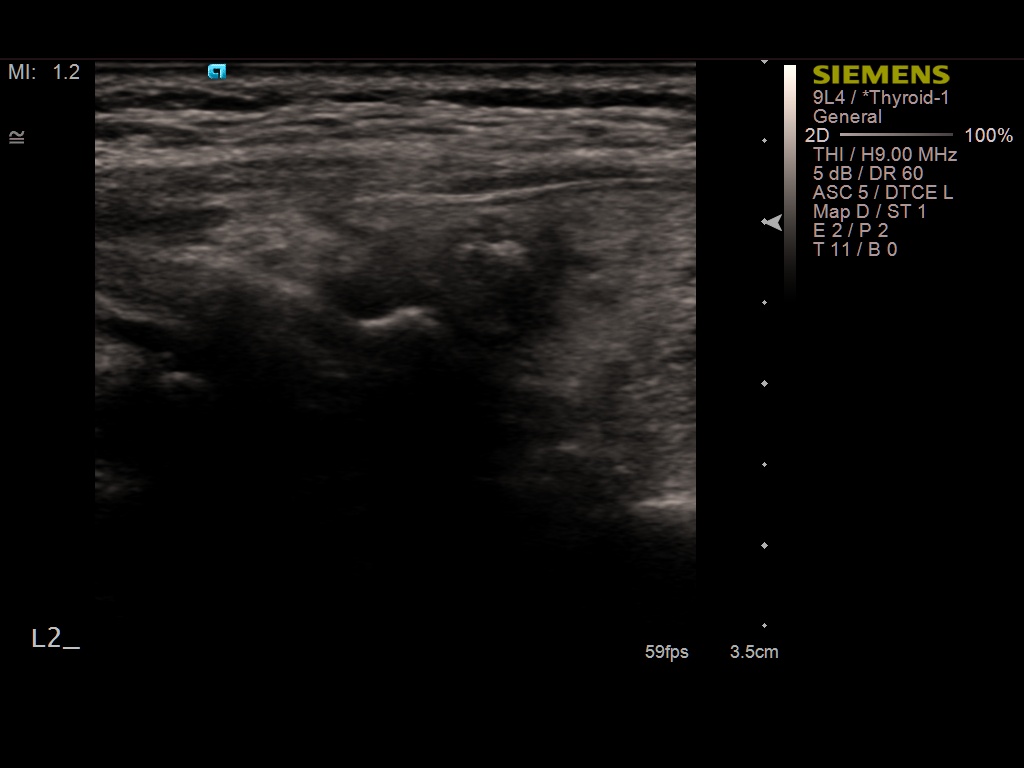 MI: 1.2
SIEMENS
9L4 / *Thyroid-1
General
2D 100%
THI / H9.00 MHz
5 dB / DR 60
ASC 5 / DTCE L
Map D / ST 1
E 2 / P 2
T 11 / B 0
L2_
59fps 3.5cm